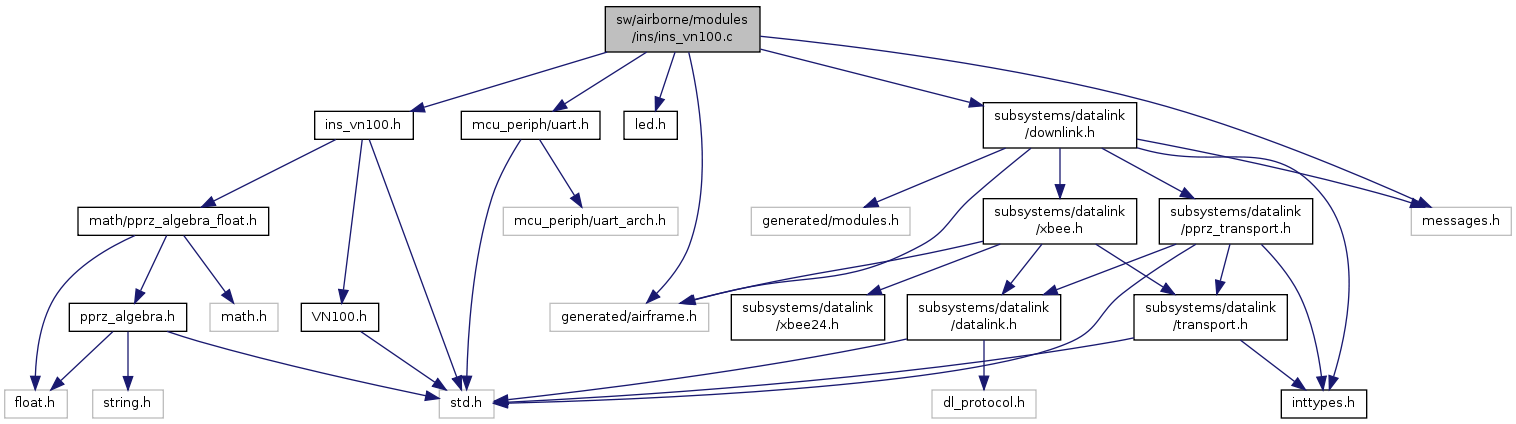 sw/airborne/modules
/ins/ins_vn100.c
ins_vn100.h
mcu_periph/uart.h
led.h
subsystems/datalink
/downlink.h
math/pprz_algebra_float.h
mcu_periph/uart_arch.h
generated/modules.h
subsystems/datalink
/xbee.h
subsystems/datalink
/pprz_transport.h
messages.h
pprz_algebra.h
math.h
VN100.h
generated/airframe.h
subsystems/datalink
/xbee24.h
subsystems/datalink
/datalink.h
subsystems/datalink
/transport.h
float.h
string.h
std.h
dl_protocol.h
inttypes.h